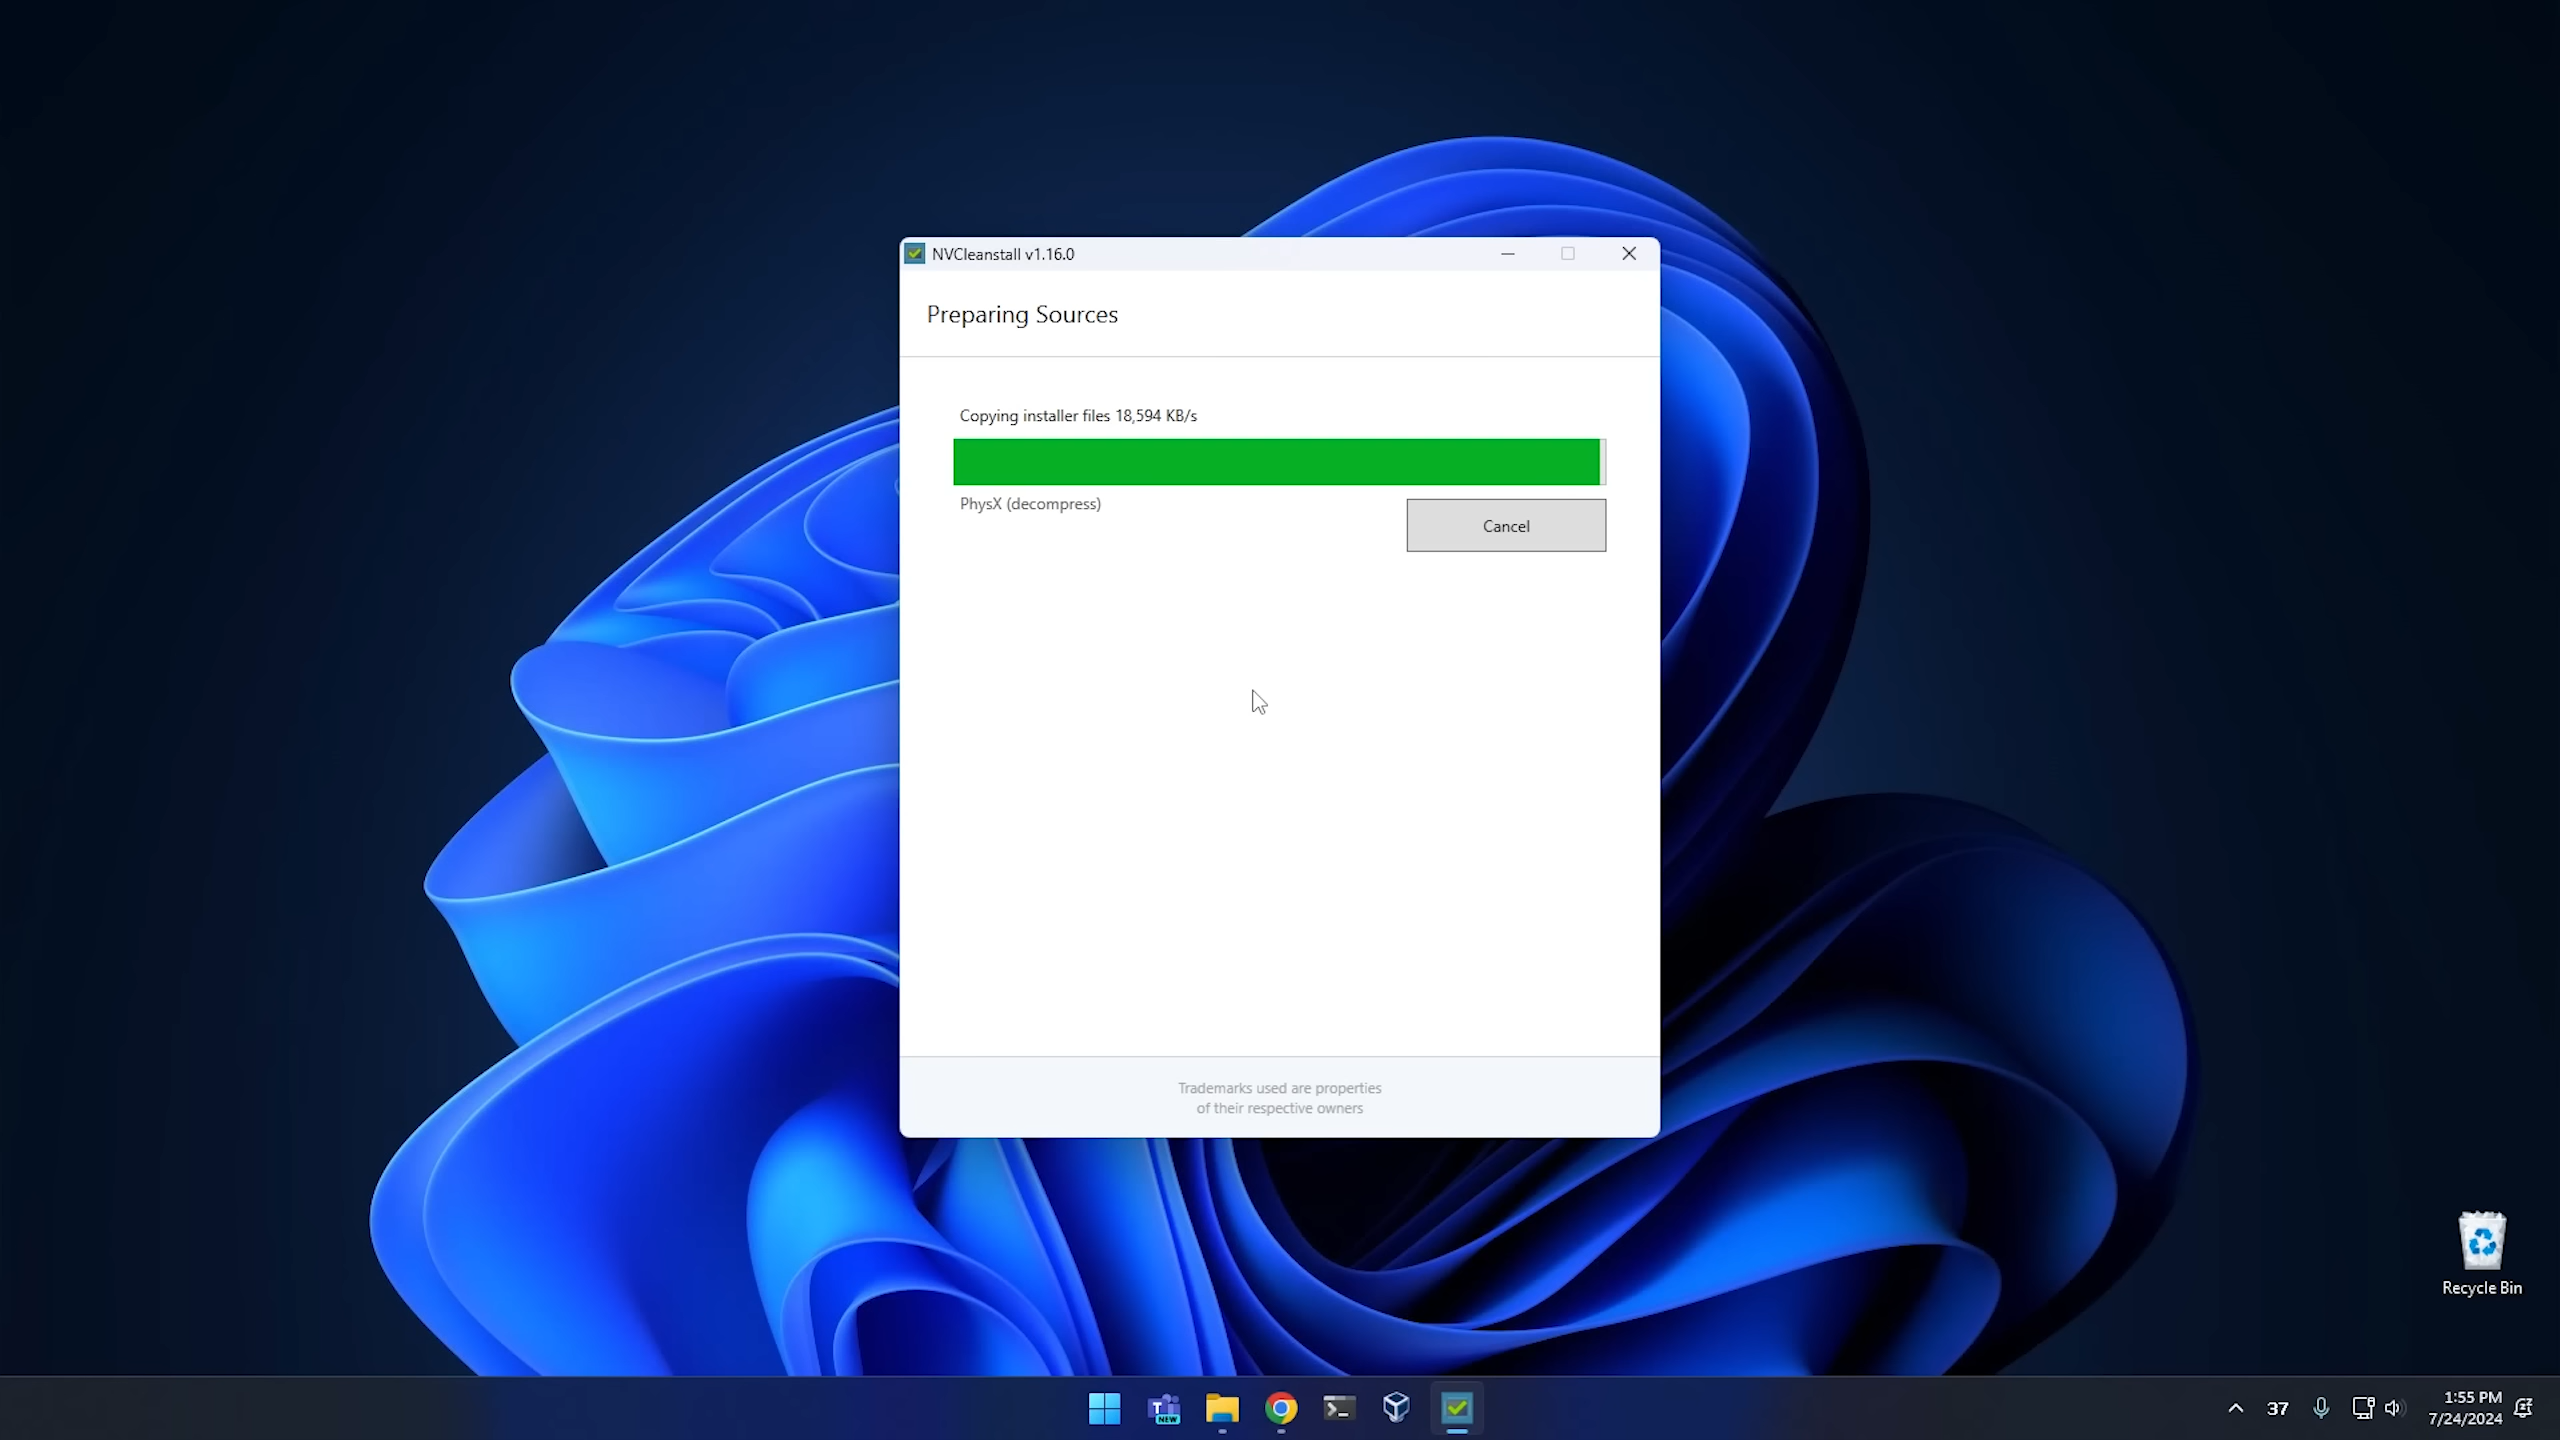 NVCleanstall v1.16.0
Preparing Sources
Copying installer files 18,594 KB/s
PhysX (decompress)
Cancel
Trademarks used are properties
of their respective owners
Recycle Bin
T
NEW
37
1:55 PM
7/24/2024